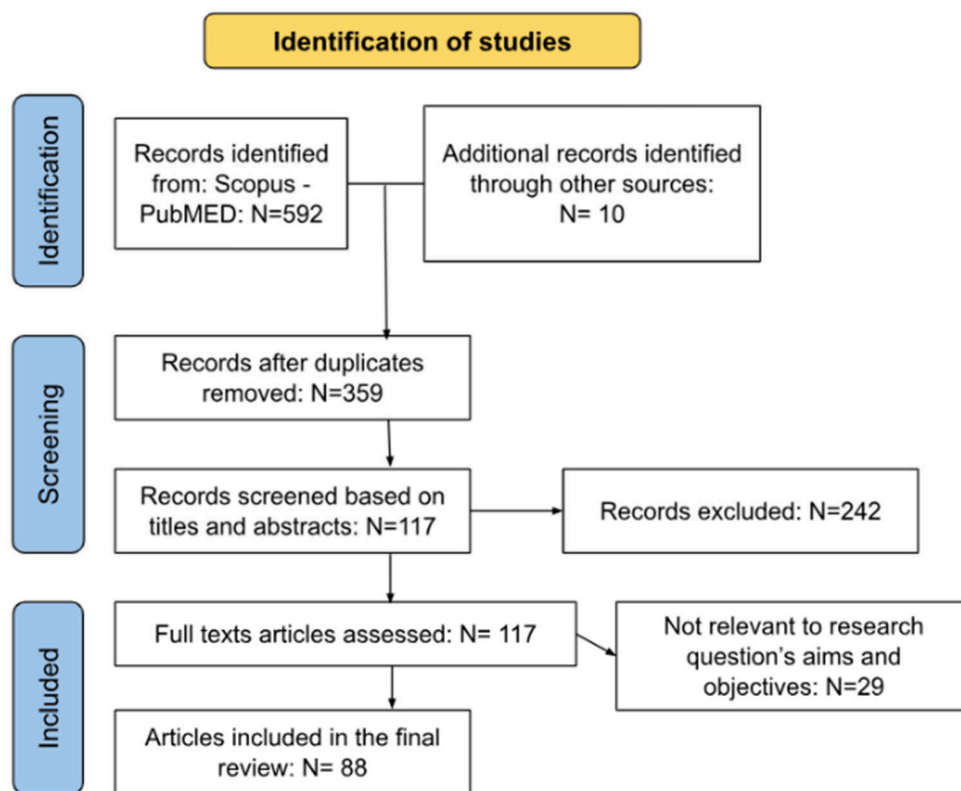 Identification of studies
Identification
Records identified
from: Scopus -
PubMED: N=592
Additional records identified
through other sources:
N= 10
Screening
Records after duplicates
removed: N=359
Records screened based on
titles and abstracts: N=117
Records excluded: N=242
Included
Full texts articles assessed: N= 117
Not relevant to research
question's aims and
objectives: N=29
Articles included in the final
review: N= 88